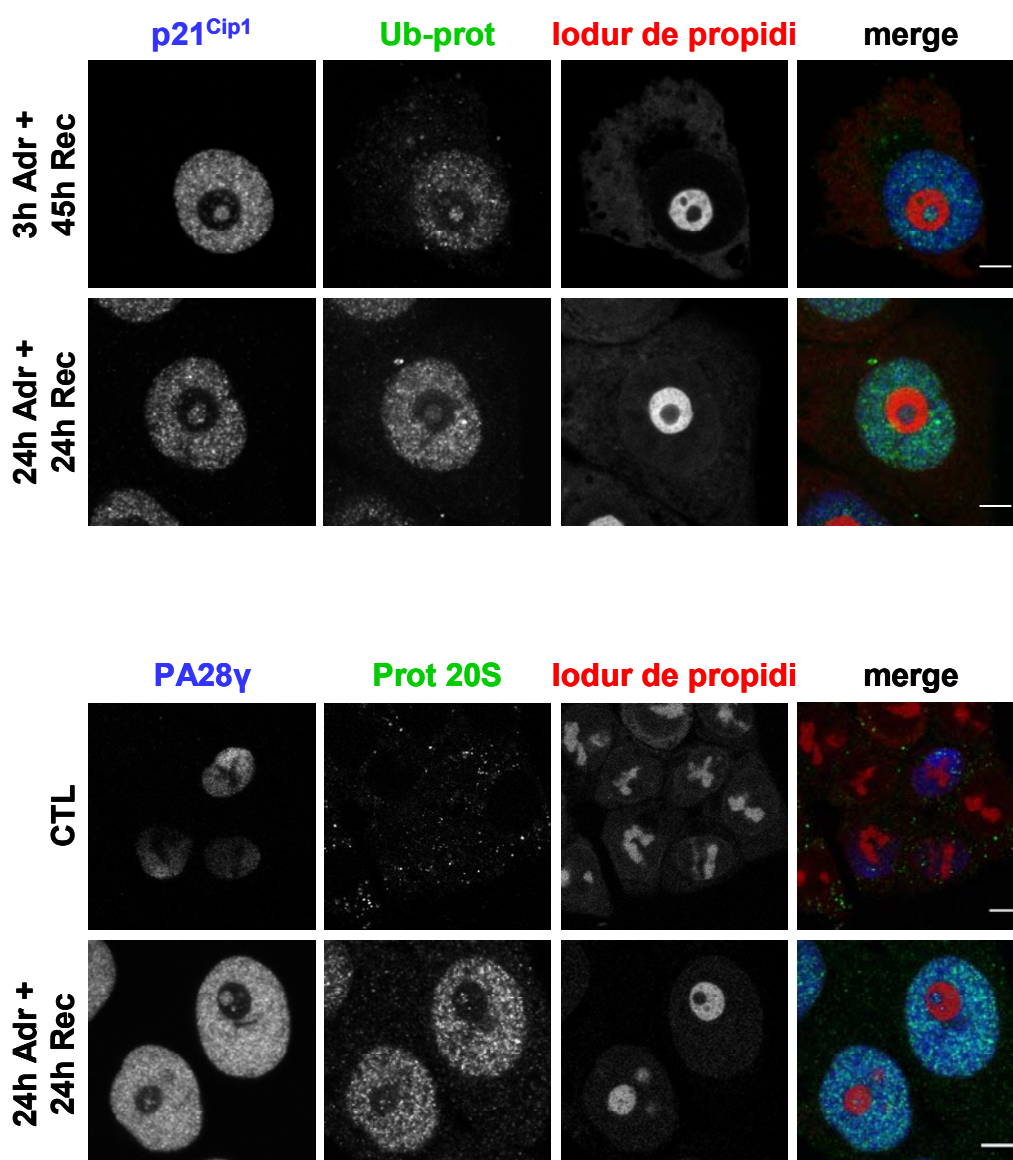 p21Cip1 Ub-prot Iodur de propidi merge
3h Adr +
45h Rec
24h Adr +
24h Rec
PA28γ Prot 20S Iodur de propidi merge
CTL
24h Adr +
24h Rec